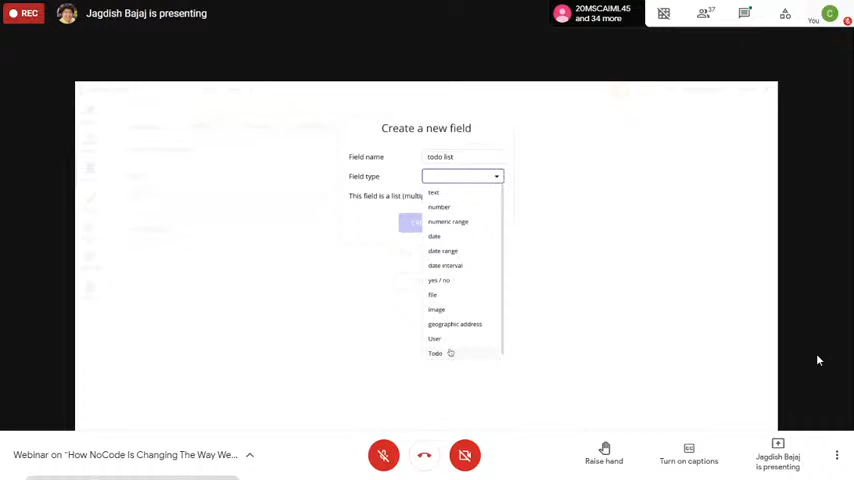 REC
Jagdish Bajaj is presenting
20MSCAIML45
and 34 more
37
C
You
Create a new field
Field name
todo list
Field type
text
This field is a list (multip
number
numeric range
date
date range
date interval
yes / no
file
image
geographic address
User
Todo
Webinar on "How NoCode Is Changing The Way We...
Raise hand
Turn on captions
Jagdish Bajaj
is presenting